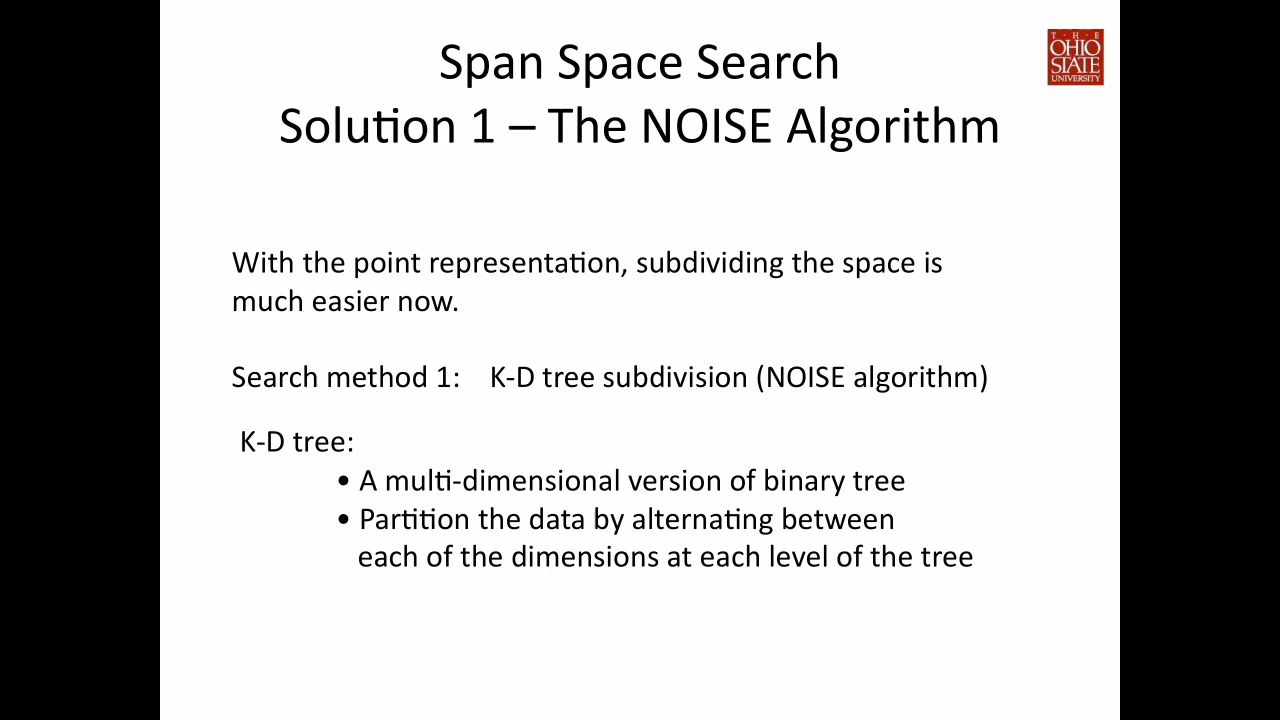 Span Space Search
Solution 1 – The NOISE Algorithm
T · H · E
OHIO
STATE
UNIVERSITY
With the point representation, subdividing the space is
much easier now.
Search method 1: K-D tree subdivision (NOISE algorithm)
K-D tree:
• A multi-dimensional version of binary tree
• Partition the data by alternating between
each of the dimensions at each level of the tree